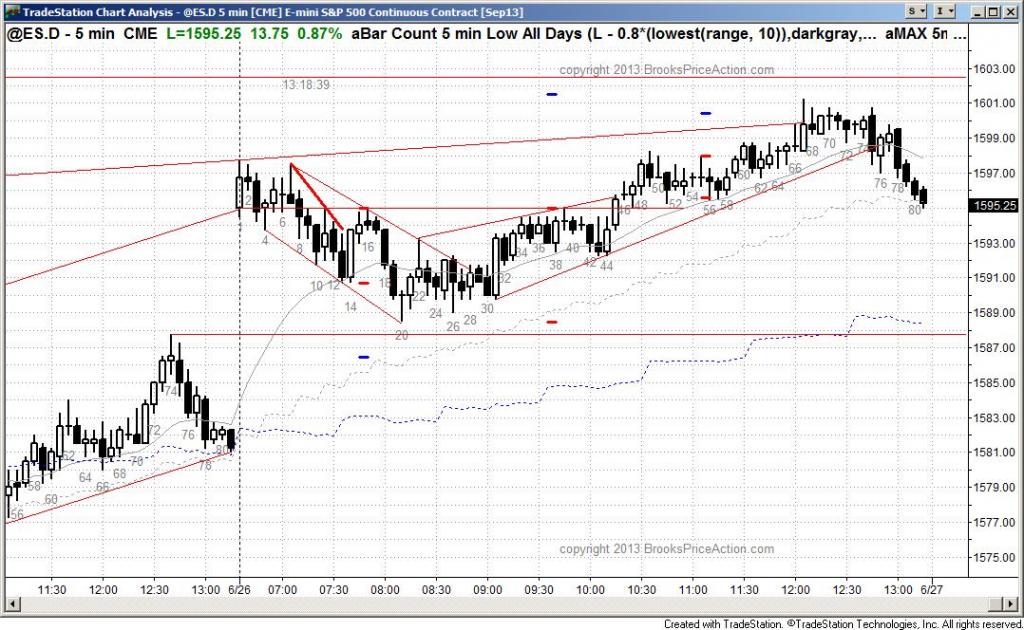 TradeStation Chart Analysis - @ES.D 5 min [CME] E-mini S&P 500 Continuous Contract [Sep13]
S I
@ES.D - 5 min CME L=1595.25 13.75 0.87% aBar Count 5 min Low All Days (L - 0.8*(lowest(range, 10)),darkgray,... aMAX 5m ...
copyright 2013 BrooksPriceAction.com
13:18.39
1603.00
1601.00
1599.00
1597.00
1595.25
1593.00
1591.00
1589.00
1587.00
1585.00
1583.00
1581.00
1579.00
1577.00
1575.00
56 58 60 62 64 66 68 70 72 74 76 78 80
2 4 6 8 10 12 14 16 18 20 22 24 26 28 30 32 34 36 38 40 42 44 46 48 50 52 54 56 58 60 62 64 66 68 70 72 76 78 80
copyright 2013 BrooksPriceAction.com
11:30 12:00 12:30 13:00 6/26 07:00 07:30 08:00 08:30 09:00 09:30 10:00 10:30 11:00 11:30 12:00 12:30 13:00 6/27
Created with TradeStation. ©TradeStation Technologies, Inc. All rights reserved.